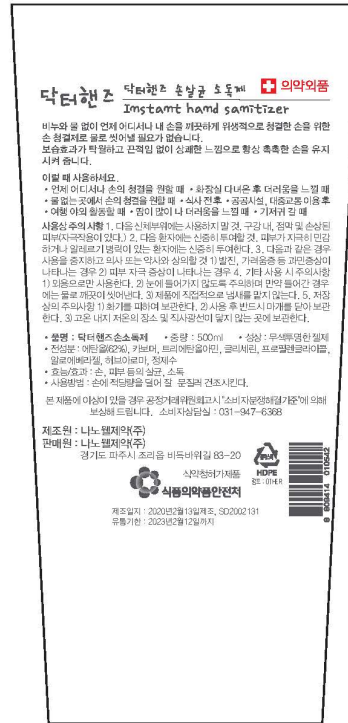 닥터핸즈 닥터핸즈 손살균 소독제 의약외품
Instant hand sanitizer
비누와 물 없이 언제 어디서나 내 손을 깨끗하게 위생적으로 청결한 손을 위한
손 청결제로 물로 씻어낼 필요가 없습니다.
보습효과가 탁월하고 끈적임 없이 상쾌한 느낌으로 항상 촉촉한 손을 유지
시켜 줍니다.
이럴 때 사용하세요.
• 언제 어디서나 손의 청결을 원할 때 • 화장실 다녀온 후 더러움을 느낄 때
• 물 없는 곳에서 손의 청결을 원할 때 • 식사 전후 • 공공시설, 대중교통 이용 후
• 여행 야외 활동할 때 • 땀이 많이 나 더러움을 느낄 때 • 기저귀 갈 때
사용상 주의 사항 1. 다음 신체부위에는 사용하지 말 것. 구강 내, 점막 및 손상된
피부(자극작용이 있다.) 2. 다음 환자에는 신중히 투여할 것. 피부가 자극히 민감
하거나 알레르기 병력이 있는 환자에는 신중히 투여한다. 3. 다음과 같은 경우
사용을 중지하고 의사 또는 약사와 상의할 것 1) 발진, 가려움증 등 과민증상이
나타나는 경우 2) 피부 자극 증상이 나타나는 경우 4. 기타 사용 시 주의사항
1) 외용으로만 사용한다. 2) 눈에 들어가지 않도록 주의하며 만약 들어간 경우
에는 물로 깨끗이 씻어낸다. 3) 제품에 직접적으로 냄새를 맡지 않는다. 5. 저장
상의 주의사항 1) 화기를 피하여 보관한다. 2) 사용 후 반드시 마개를 닫아 보관
한다. 3) 고온 내지 저온의 장소 및 직사광선이 닿지 않는 곳에 보관한다.
• 품명 : 닥터핸즈손소독제 • 중량 : 500ml • 성상 : 무색투명한 젤제
• 전성분 : 에탄올(62%), 카보머, 트리에탄올아민, 글리세린, 프로필렌글라이콜,
알로에베라겔, 허브아로마, 정제수
• 효능/효과 : 손, 피부 등의 살균, 소독
• 사용방법 : 손에 적당량을 덜어 잘 문질러 건조시킨다.
본 제품에 이상이 있을 경우 공정거래위원회고시 "소비자분쟁해결기준"에 의해
보상해 드립니다. 소비자상담실 : 031-947-6368
제조원 : 나노웰제약(주)
판매원 : 나노웰제약(주)
경기도 파주시 조리읍 비둑바위길 83-20
식약청허가제품
식품의약품안전처
HDPE
제조일자 : 2020년2월13일제조, SD2002131
유통기한 : 2023년2월12일까지
8 809414 010542